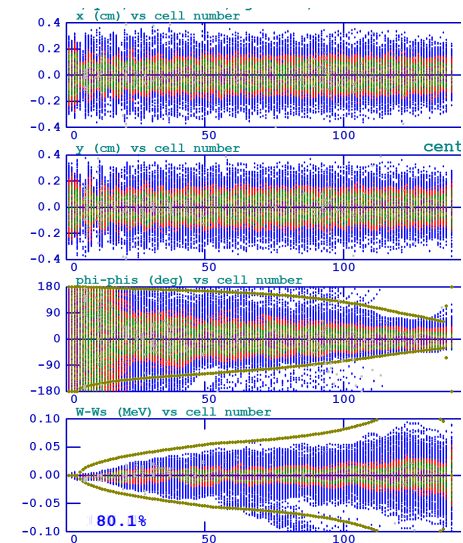 x (cm) vs cell number
0.4
0.2
0.0
-0.2
-0.4
0 50 100
cent
y (cm) vs cell number
0.4
0.2
0.0
-0.2
-0.4
0 50 100
phi-phis (deg) vs cell number
180
90
0
-90
-180
0 50 100
W-Ws (MeV) vs cell number
0.10
0.05
0.00
-0.05
-0.10
80.1%
0 50 100